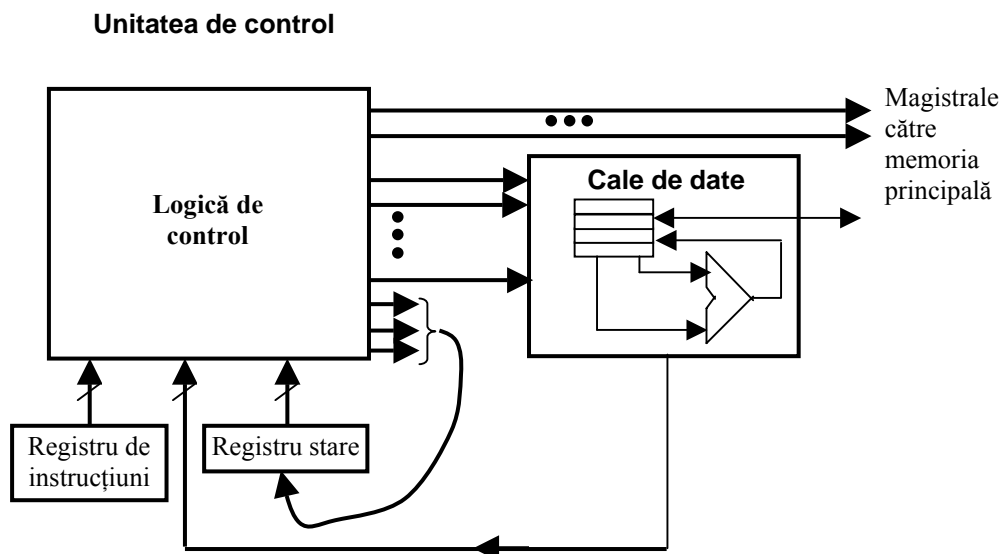 Unitatea de control
Magistrale
către
memoria
principală
Cale de date
Logică de
control
Registru de
instrucțiuni
Registru stare